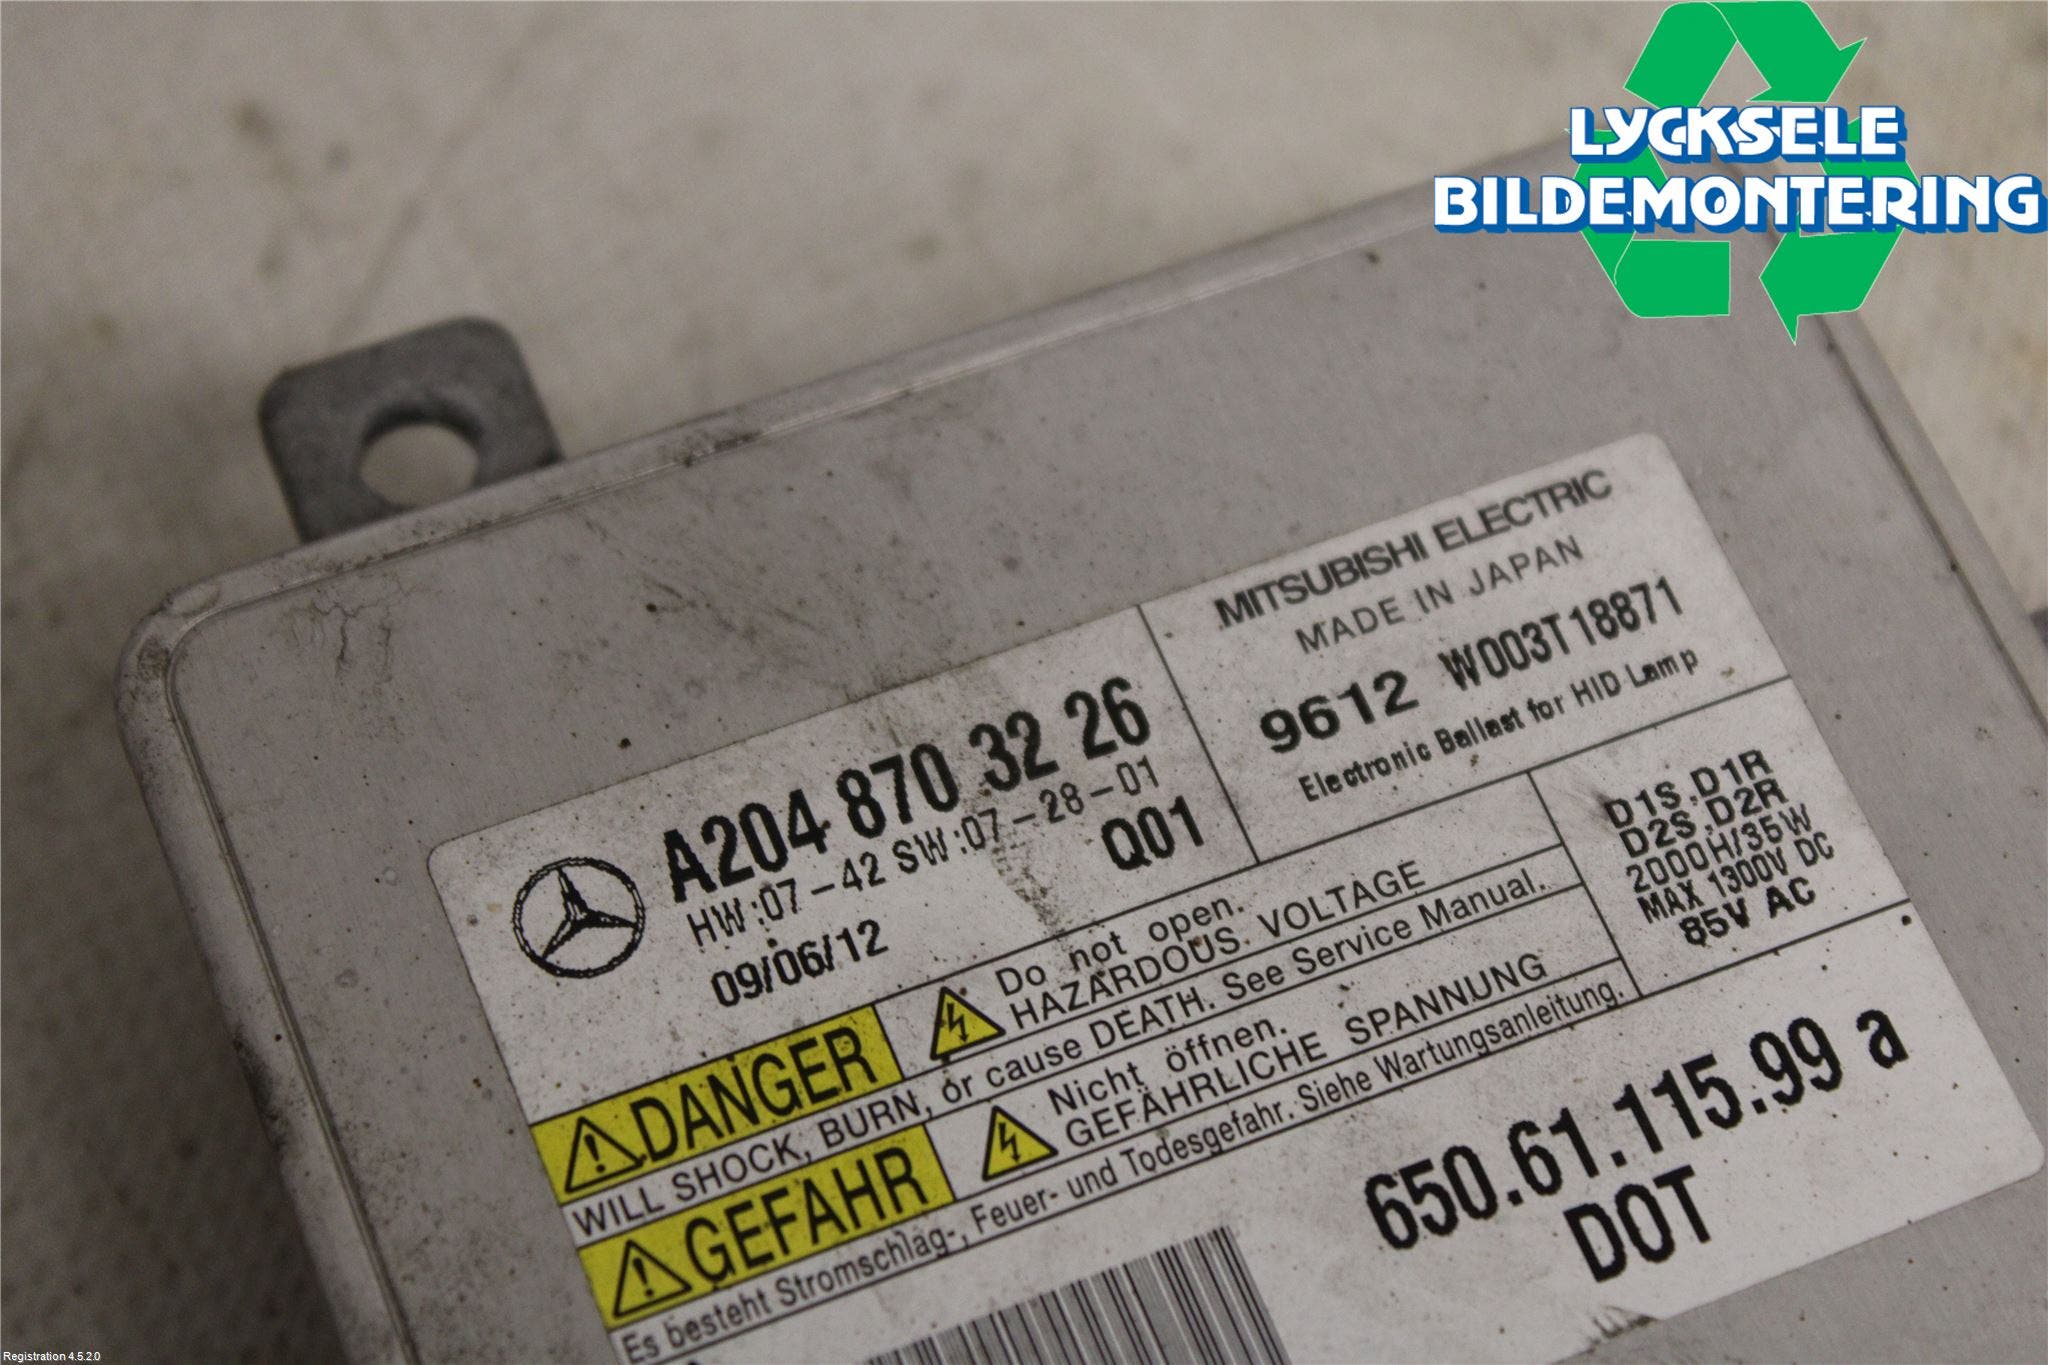 LYCKSELE
BILDEMONTERING
MITSUBISHI ELECTRIC
MADE IN JAPAN
9612 W003T18871
Electronic Ballast for HID Lamp
A204 870 32 26
HW:07-42 SW:07-28-01
Q01
09/06/12
D1S,D1R
D2S,D2R
2000H/35W
MAX 1300V DC
85V AC
DANGER
Do not open.
HAZARDOUS VOLTAGE
WILL SHOCK, BURN, or cause DEATH. See Service Manual.
GEFAHR
Nicht öffnen.
GEFÄHRLICHE SPANNUNG
Es besteht Stromschlag-, Feuer- und Todesgefahr. Siehe Wartungsanleitung.
650.61.115.99 a
DOT
Registration 4.5.2.0